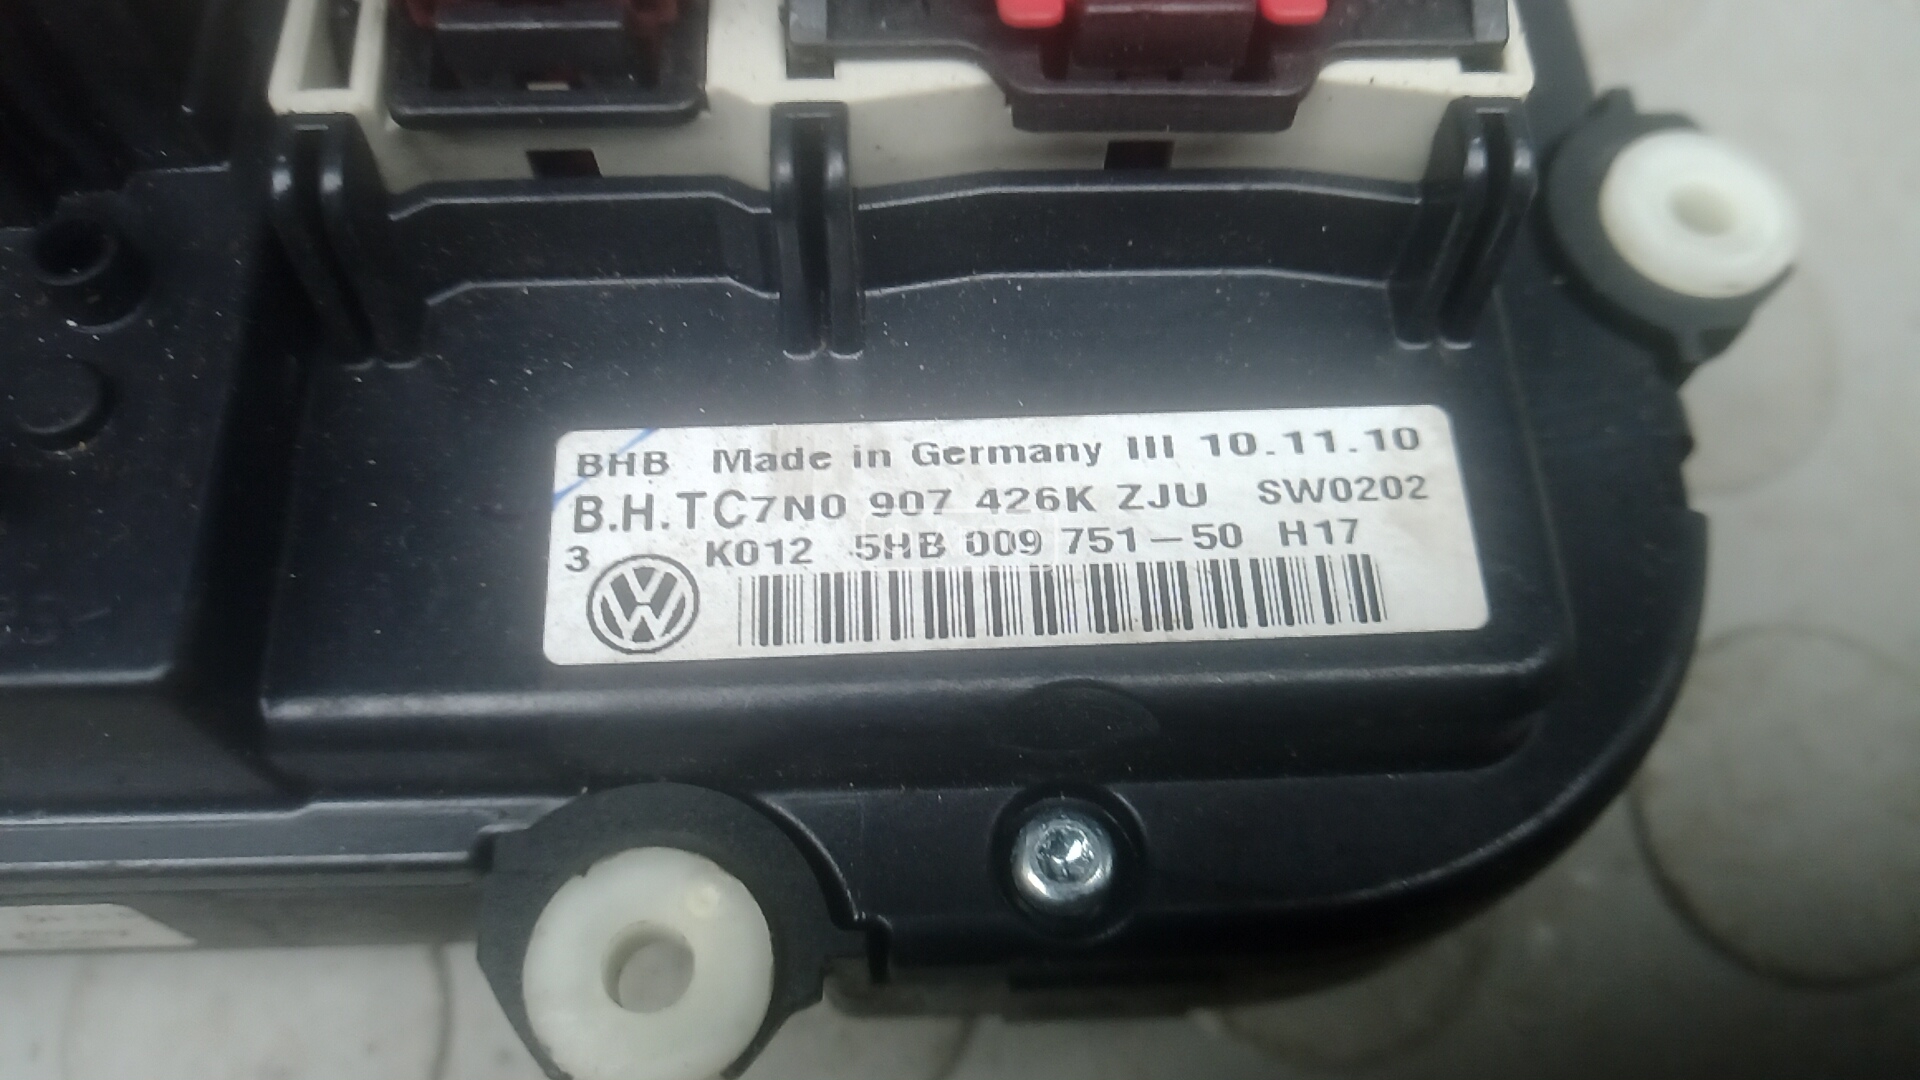 BHB Made in Germany III 10.11.10
B.H.TC7N0 907 426K ZJU SW0202
3 K012 5HB 009 751-50 H17